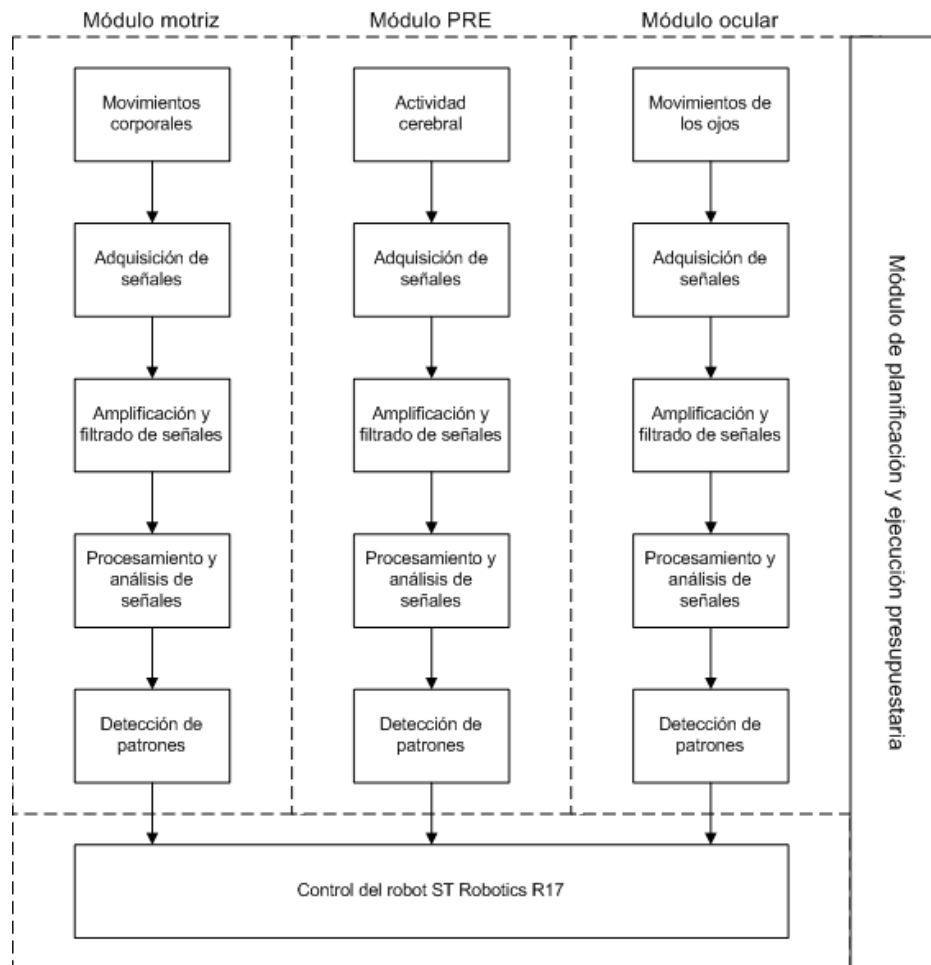 Módulo motriz
Módulo PRE
Módulo ocular
Movimientos
corporales
Actividad
cerebral
Movimientos de
los ojos
Adquisición de
señales
Adquisición de
señales
Adquisición de
señales
Amplificación y
filtrado de señales
Amplificación y
filtrado de señales
Amplificación y
filtrado de señales
Procesamiento y
análisis de
señales
Procesamiento y
análisis de
señales
Procesamiento y
análisis de
señales
Detección de
patrones
Detección de
patrones
Detección de
patrones
Control del robot ST Robotics R17
Módulo de planificación y ejecución presupuestaria